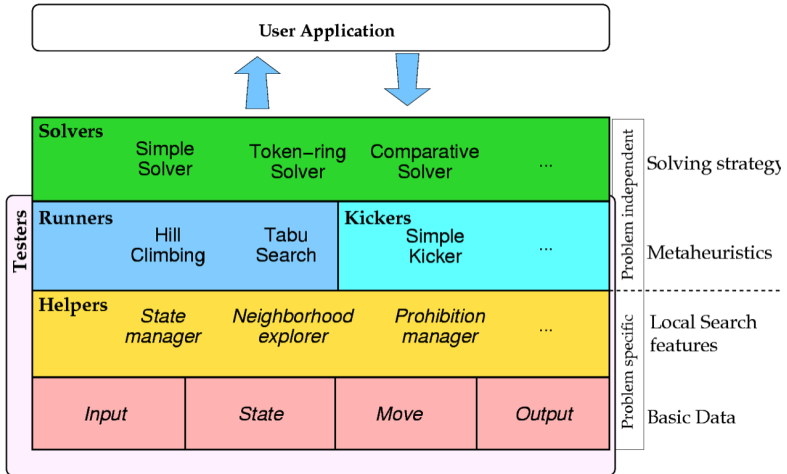 User Application
Solvers
Simple
Solver
Token-ring
Solver
Comparative
Solver
...
Solving strategy
Runners
Hill
Climbing
Tabu
Search
Kickers
Simple
Kicker
...
Metaheuristics
Helpers
State
manager
Neighborhood
explorer
Prohibition
manager
...
Local Search
features
Input
State
Move
Output
Basic Data
Testers
Problem independent
Problem specific